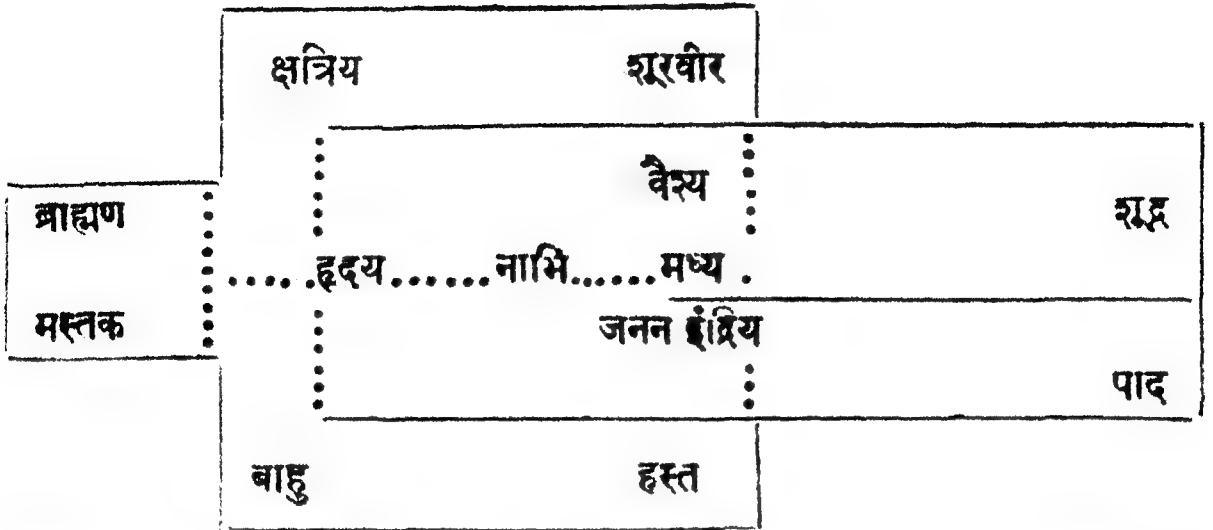 क्षत्रिय शूरवीर
वैश्य
ब्राह्मण शूद्र
.....हृदय.......नाभि......मध्य .
मस्तक जनन इंद्रिय
पाद
बाहु हस्त